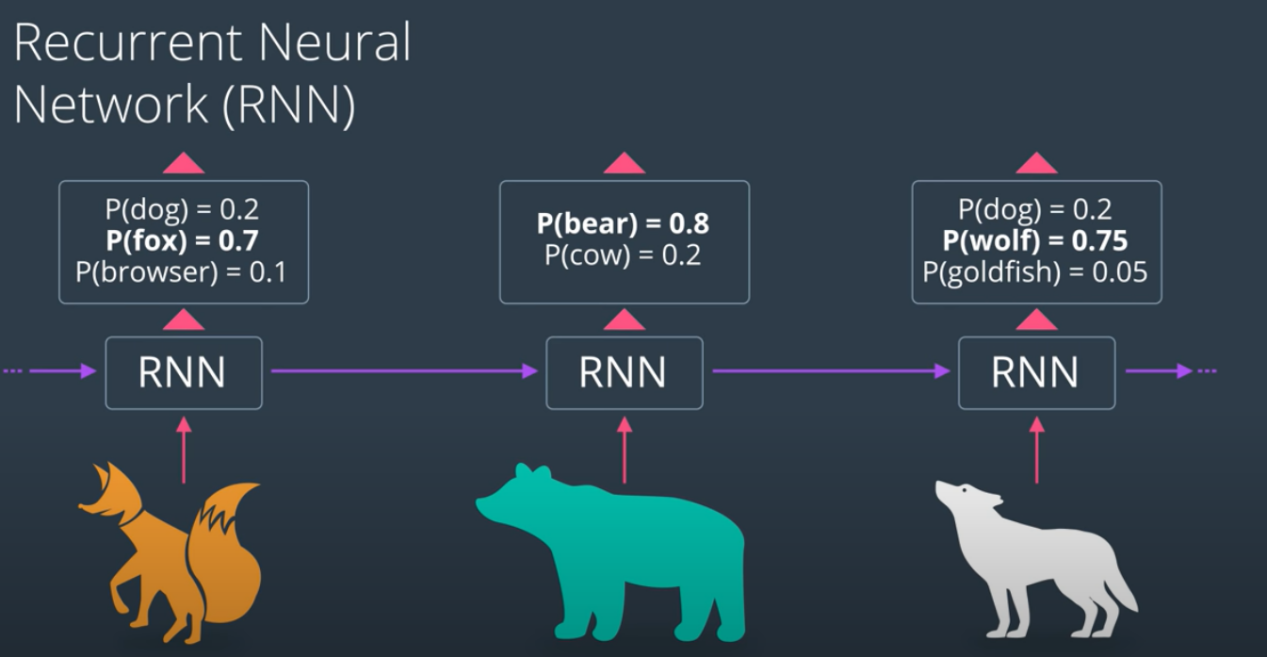 Recurrent Neural
Network (RNN)
P(dog) = 0.2
P(fox) = 0.7
P(browser) = 0.1
P(bear) = 0.8
P(cow) = 0.2
P(dog) = 0.2
P(wolf) = 0.75
P(goldfish) = 0.05
RNN
RNN
RNN